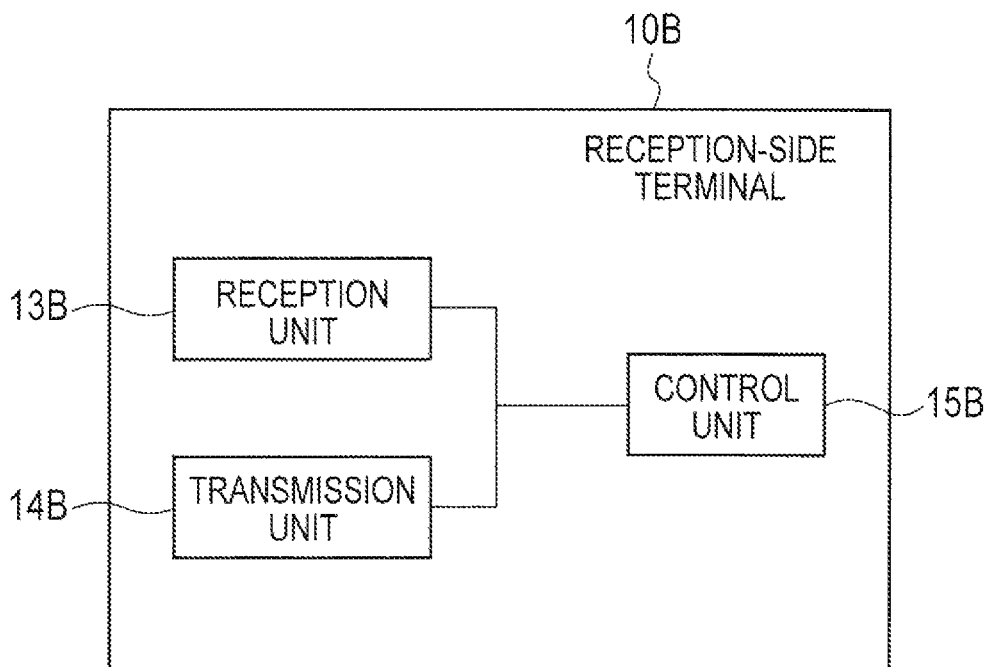 10B
RECEPTION-SIDE
TERMINAL
13B
RECEPTION
UNIT
CONTROL
UNIT
15B
14B
TRANSMISSION
UNIT